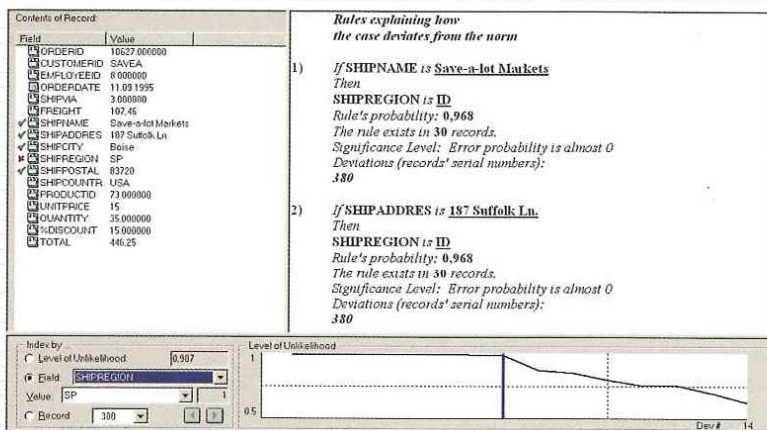 Contents of Record:
Field Value
ORDERID 10627.000000
CUSTOMERID SAVEA
EMPLOYEEID 8.000000
ORDERDATE 11.09.1995
SHIPVIA 3.000000
FREIGHT 107.46
SHIPNAME Save-a-lot Markets
SHIPADDRES 187 Suffolk Ln.
SHIPCITY Boise
SHIPREGION SP
SHIPPOSTAL 83720
SHIPCOUNTR USA
PRODUCTID 73.000000
UNITPRICE 15
QUANTITY 35.000000
%DISCOUNT 15.000000
TOTAL 446.25
Rules explaining how
the case deviates from the norm
1) If SHIPNAME is Save-a-lot Markets
Then
SHIPREGION is ID
Rule's probability: 0,968
The rule exists in 30 records.
Significance Level: Error probability is almost 0
Deviations (records' serial numbers):
380
2) If SHIPADDRES is 187 Suffolk Ln.
Then
SHIPREGION is ID
Rule's probability: 0,968
The rule exists in 30 records.
Significance Level: Error probability is almost 0
Deviations (records' serial numbers):
380
Index by
Level of Unlikelihood 0,987
Field: SHIPREGION
Value: SP 1
Record: 380
Level of Unlikelihood
1
0.5
Dev # 14